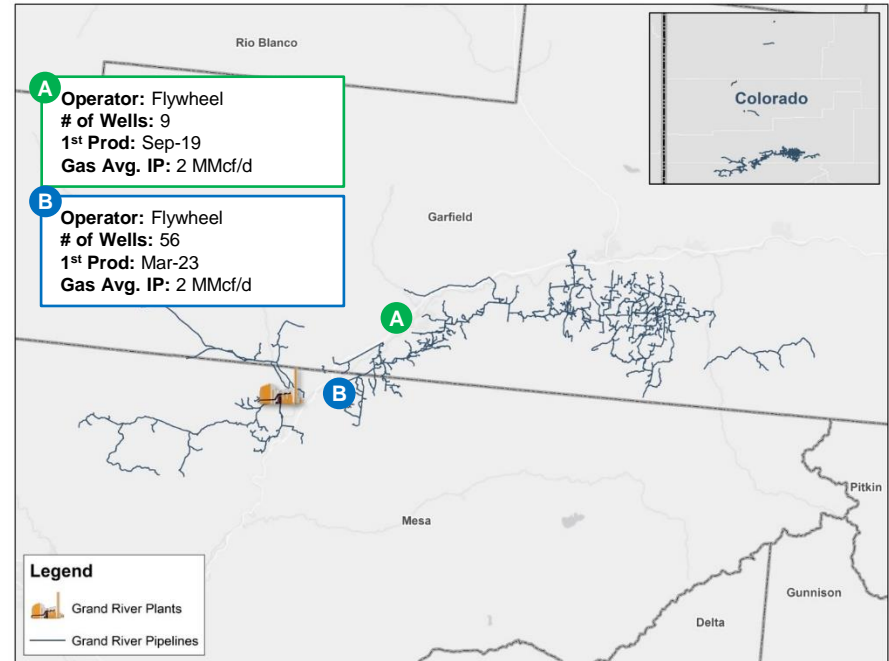 Rio Blanco
Colorado
A
Operator: Flywheel
# of Wells: 9
1st Prod: Sep-19
Gas Avg. IP: 2 MMcf/d
B
Operator: Flywheel
# of Wells: 56
1st Prod: Mar-23
Gas Avg. IP: 2 MMcf/d
Garfield
A
B
Pitkin
Mesa
Gunnison
Delta
Legend
Grand River Plants
Grand River Pipelines